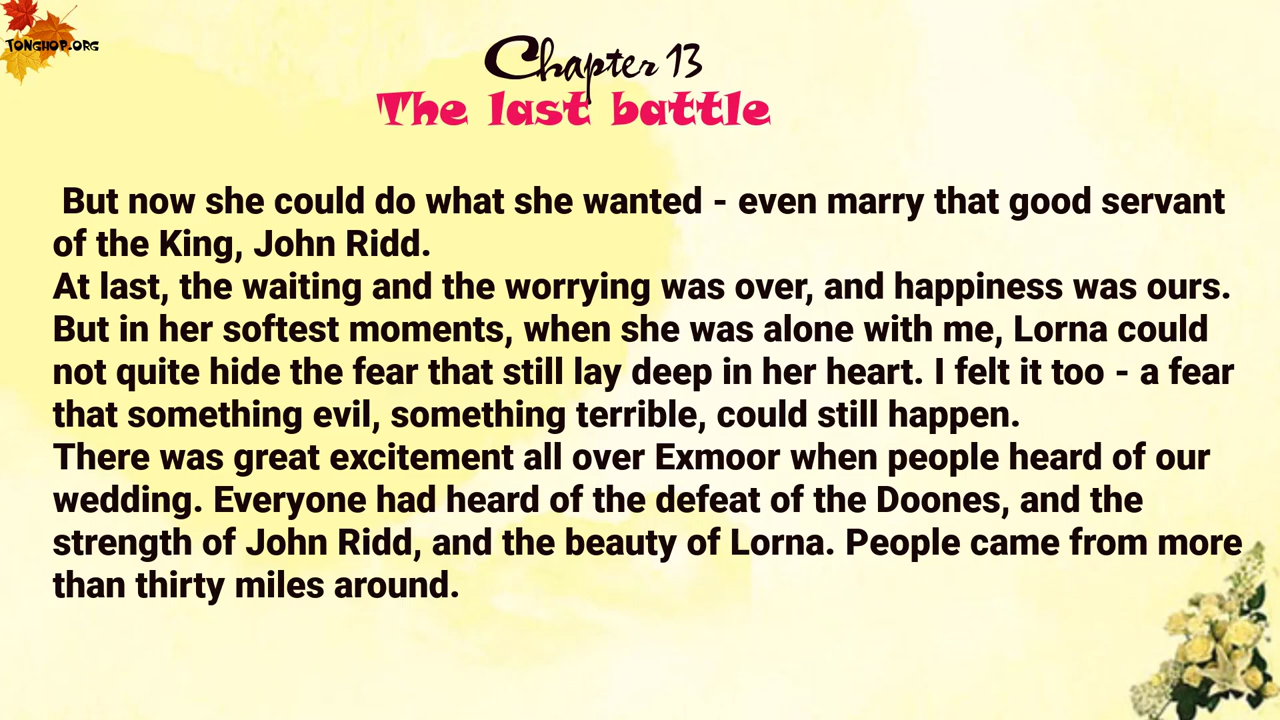 TONGHOP.ORG
Chapter 13
The last battle
But now she could do what she wanted - even marry that good servant
of the King, John Ridd.
At last, the waiting and the worrying was over, and happiness was ours.
But in her softest moments, when she was alone with me, Lorna could
not quite hide the fear that still lay deep in her heart. I felt it too - a fear
that something evil, something terrible, could still happen.
There was great excitement all over Exmoor when people heard of our
wedding. Everyone had heard of the defeat of the Doones, and the
strength of John Ridd, and the beauty of Lorna. People came from more
than thirty miles around.